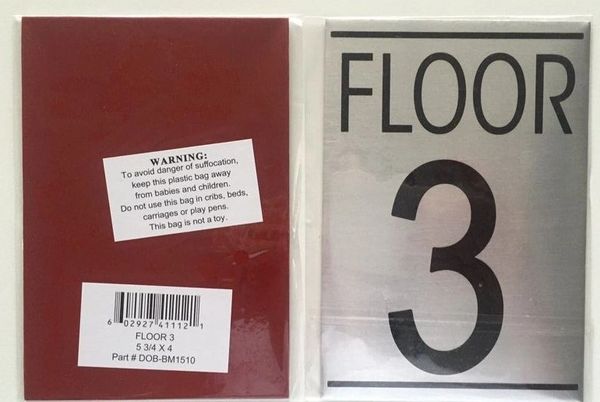 WARNING:
To avoid danger of suffocation,
keep this plastic bag away
from babies and children.
Do not use this bag in cribs, beds,
carriages or play pens.
This bag is not a toy.
6 02927 41112 1
FLOOR 3
5 3/4 X 4
Part # DOB-BM1510
FLOOR
3